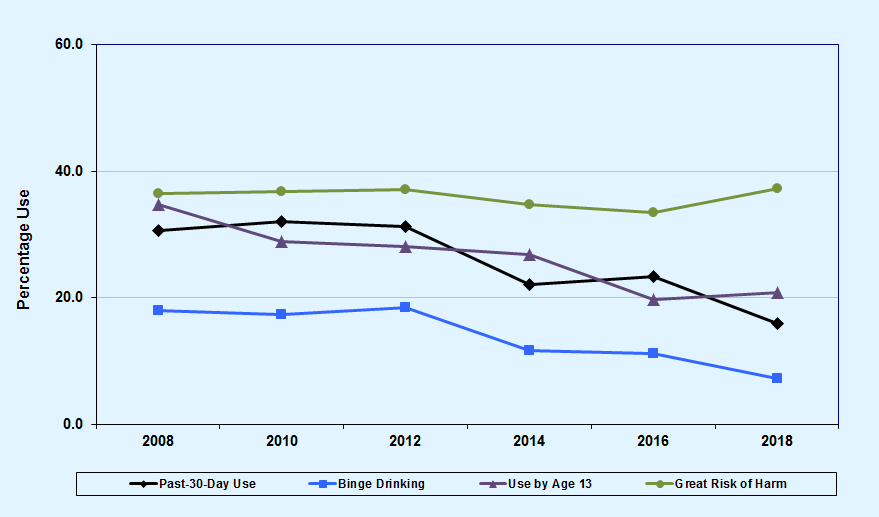 60.0
40.0
20.0
0.0
Percentage Use
2008 2010 2012 2014 2016 2018
Past-30-Day Use Binge Drinking Use by Age 13 Great Risk of Harm